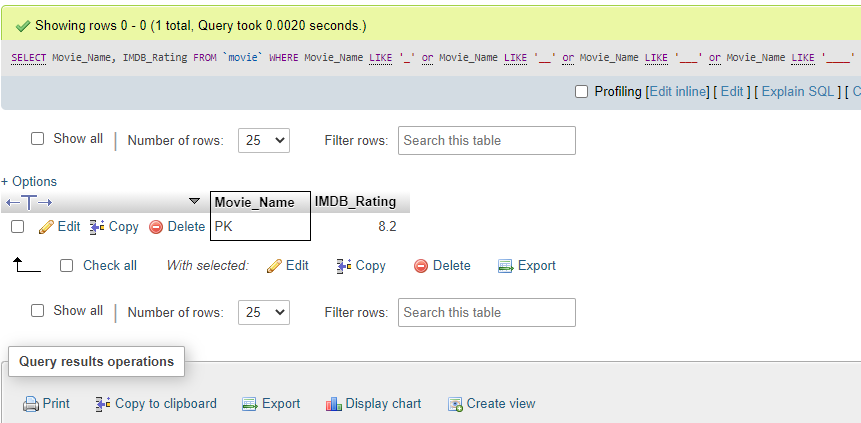 Showing rows 0 - 0 (1 total, Query took 0.0020 seconds.)
SELECT Movie_Name, IMDB_Rating FROM `movie` WHERE Movie_Name LIKE '_' or Movie_Name LIKE '__' or Movie_Name LIKE '___' or Movie_Name LIKE '____'
Profiling [Edit inline] [ Edit ] [ Explain SQL ] [ C
Show all | Number of rows: 25 Filter rows: Search this table
+ Options
←T→ Movie_Name IMDB_Rating
Edit Copy Delete PK 8.2
Check all With selected: Edit Copy Delete Export
Show all | Number of rows: 25 Filter rows: Search this table
Query results operations
Print Copy to clipboard Export Display chart Create view